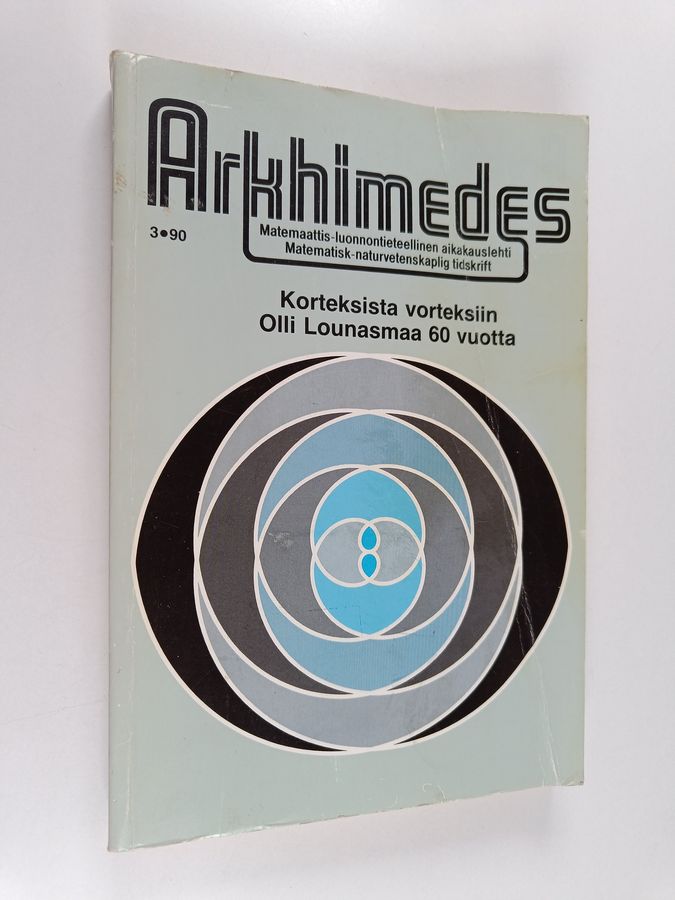 Arkhimedes
3•90
Matemaattis-luonnontieteellinen aikakauslehti
Matematisk-naturvetenskaplig tidskrift
Korteksista vorteksiin
Olli Lounasmaa 60 vuotta